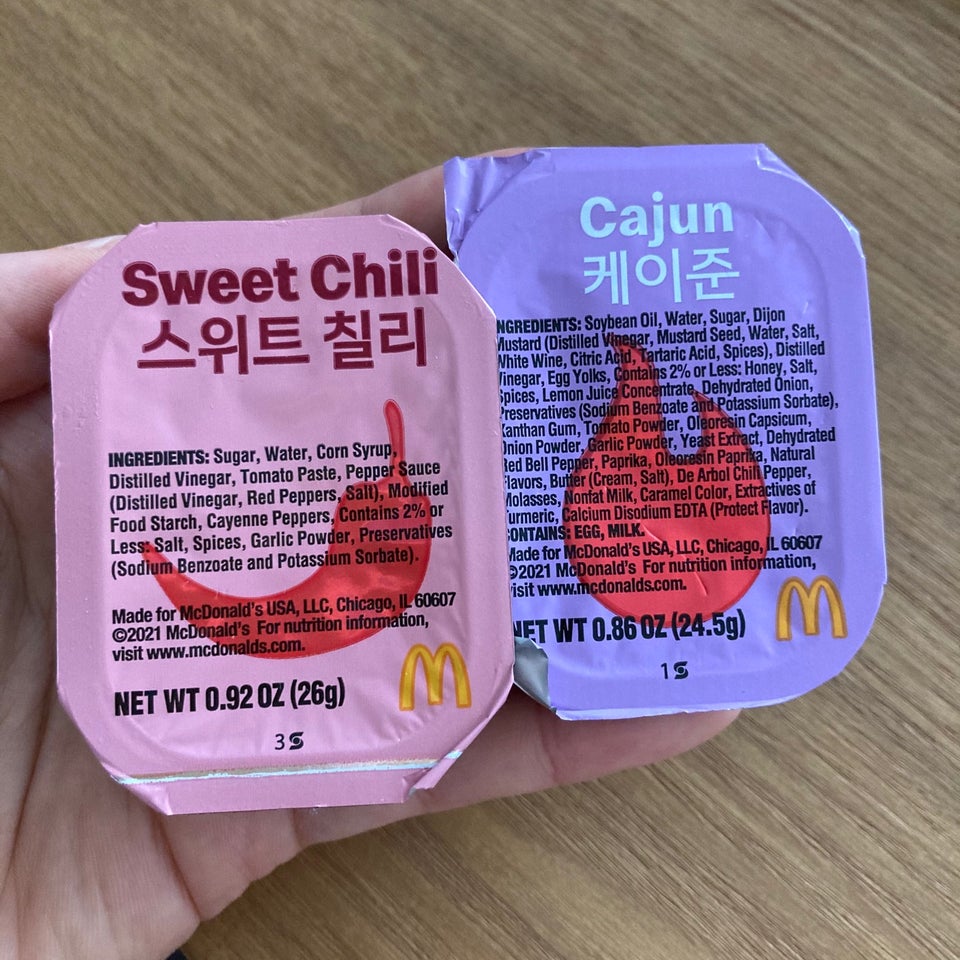 Sweet Chili
스위트 칠리
INGREDIENTS: Sugar, Water, Corn Syrup,
Distilled Vinegar, Tomato Paste, Pepper Sauce
(Distilled Vinegar, Red Peppers, Salt), Modified
Food Starch, Cayenne Peppers, Contains 2% or
Less: Salt, Spices, Garlic Powder, Preservatives
(Sodium Benzoate and Potassium Sorbate).
Made for McDonald's USA, LLC, Chicago, IL 60607
©2021 McDonald's For nutrition information,
visit www.mcdonalds.com.
NET WT 0.92 OZ (26g)
3
Cajun
케이준
NGREDIENTS: Soybean Oil, Water, Sugar, Dijon
Mustard (Distilled Vinegar, Mustard Seed, Water, Salt,
White Wine, Citric Acid, Tartaric Acid, Spices), Distilled
Vinegar, Egg Yolks, Contains 2% or Less: Honey, Salt,
Spices, Lemon Juice Concentrate, Dehydrated Onion,
Preservatives (Sodium Benzoate and Potassium Sorbate),
Xanthan Gum, Tomato Powder, Oleoresin Capsicum,
Onion Powder, Garlic Powder, Yeast Extract, Dehydrated
Red Bell Pepper, Paprika, Oleoresin Paprika, Natural
Flavors, Butter (Cream, Salt), De Arbol Chili Pepper,
Molasses, Nonfat Milk, Caramel Color, Extractives of
Turmeric, Calcium Disodium EDTA (Protect Flavor).
CONTAINS: EGG, MILK.
Made for McDonald's USA, LLC, Chicago, IL 60607
©2021 McDonald's For nutrition information,
visit www.mcdonalds.com.
NET WT 0.86 OZ (24.5g)
1